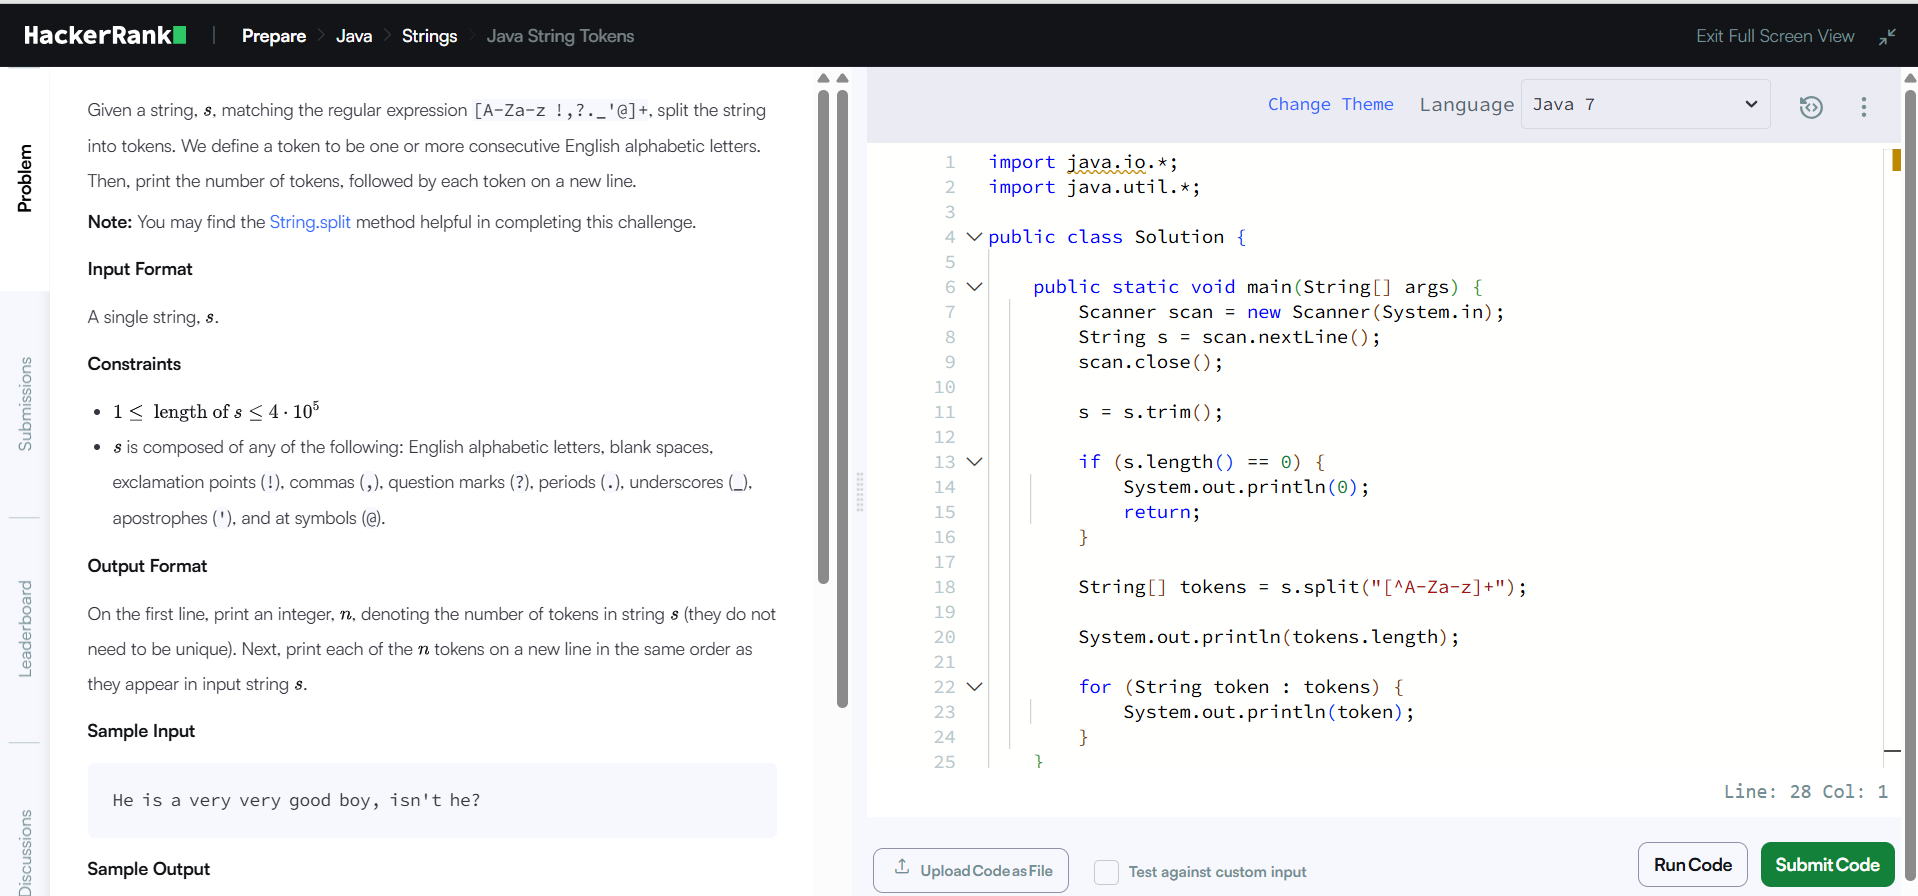 HackerRank
Prepare > Java > Strings > Java String Tokens
Exit Full Screen View
Problem
Submissions
Leaderboard
Discussions
Given a string, s, matching the regular expression [A-Za-z !,?._'@]+, split the string
into tokens. We define a token to be one or more consecutive English alphabetic letters.
Then, print the number of tokens, followed by each token on a new line.
Note: You may find the String.split method helpful in completing this challenge.
Input Format
A single string, s.
Constraints
• 1 ≤ length of s ≤ 4 · 10⁵
• s is composed of any of the following: English alphabetic letters, blank spaces,
exclamation points (!), commas (,), question marks (?), periods (.), underscores (_),
apostrophes ('), and at symbols (@).
Output Format
On the first line, print an integer, n, denoting the number of tokens in string s (they do not
need to be unique). Next, print each of the n tokens on a new line in the same order as
they appear in input string s.
Sample Input
He is a very very good boy, isn't he?
Sample Output
Change Theme Language Java 7
1 import java.io.*;
2 import java.util.*;
3
4 public class Solution {
5
6     public static void main(String[] args) {
7         Scanner scan = new Scanner(System.in);
8         String s = scan.nextLine();
9         scan.close();
10
11         s = s.trim();
12
13         if (s.length() == 0) {
14             System.out.println(0);
15             return;
16         }
17
18         String[] tokens = s.split("[^A-Za-z]+");
19
20         System.out.println(tokens.length);
21
22         for (String token : tokens) {
23             System.out.println(token);
24         }
25     }
Line: 28 Col: 1
Upload Code as File
Test against custom input
Run Code
Submit Code